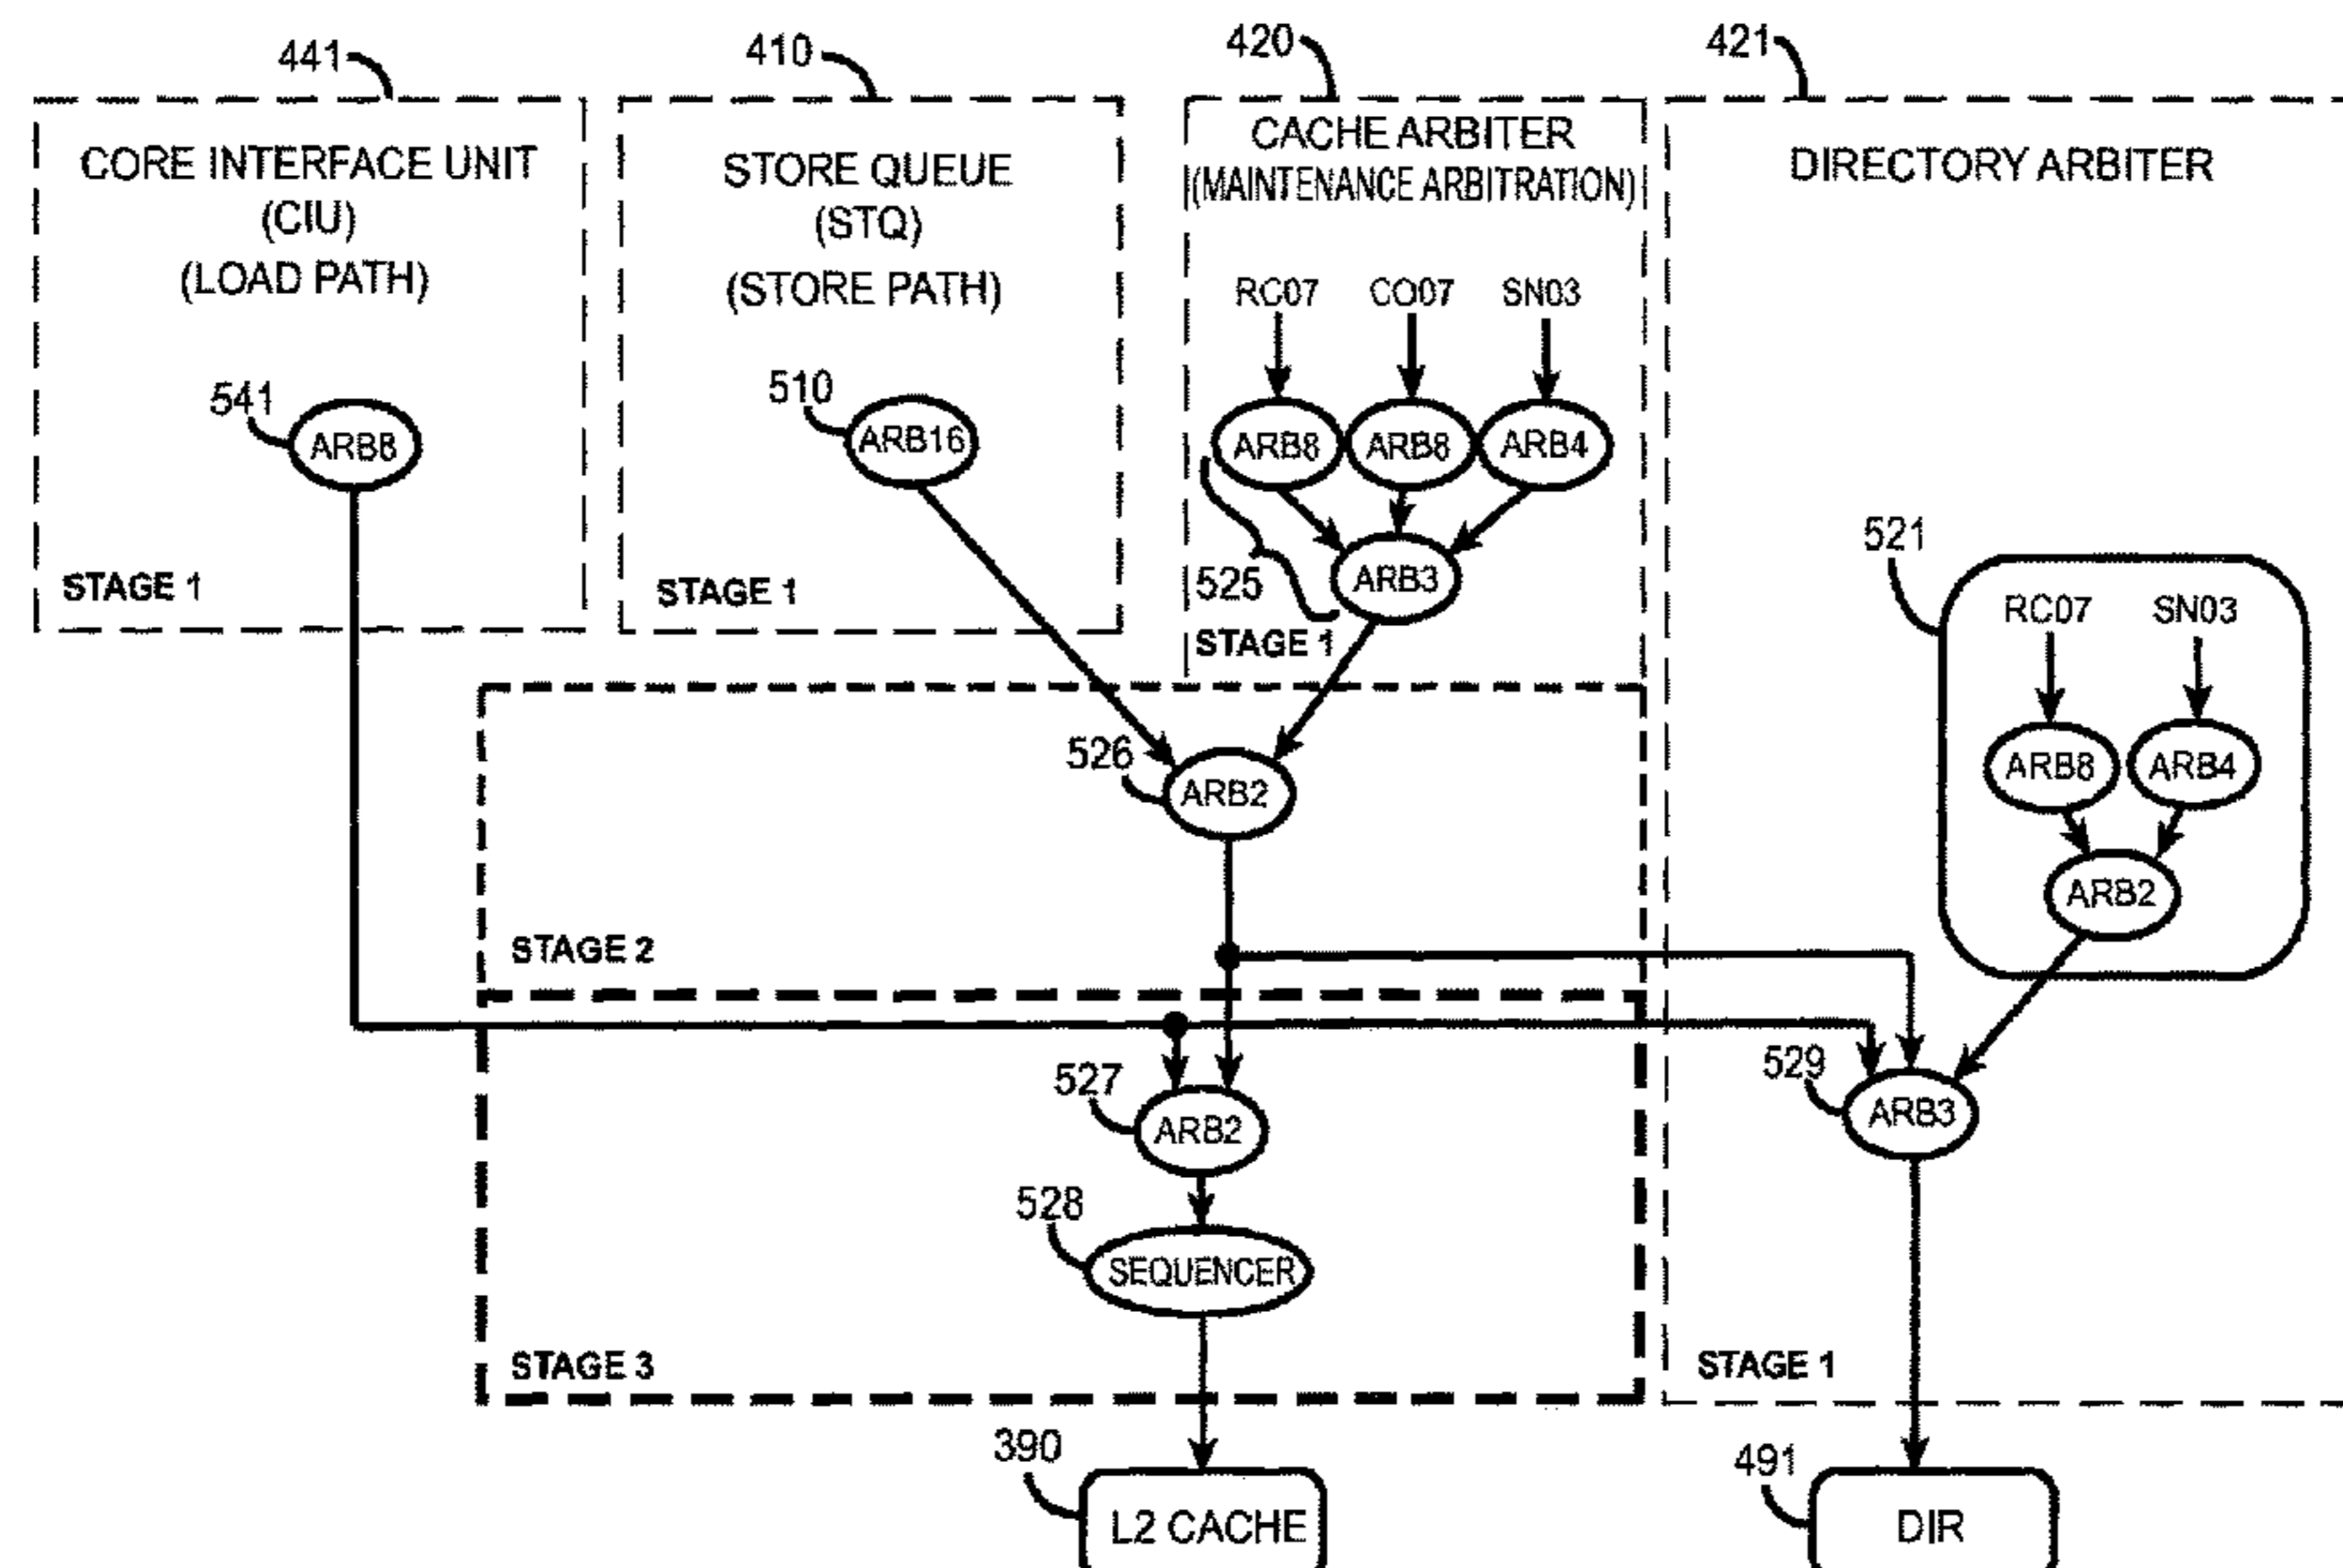 441
410
420
421
CORE INTERFACE UNIT
(CIU)
(LOAD PATH)
STORE QUEUE
(STQ)
(STORE PATH)
CACHE ARBITER
(MAINTENANCE ARBITRATION)
DIRECTORY ARBITER
RC07 CO07 SN03
541
ARB8
510
ARB16
ARB8 ARB8 ARB4
525
ARB3
STAGE 1
STAGE 1
STAGE 1
521
RC07 SN03
ARB8 ARB4
ARB2
526
ARB2
STAGE 2
527
ARB2
529
ARB3
528
SEQUENCER
STAGE 3
STAGE 1
390
L2 CACHE
491
DIR